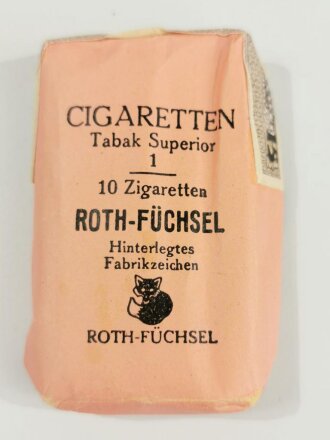 CIGARETTEN
Tabak Superior
1
10 Zigaretten
ROTH-FÜCHSEL
Hinterlegtes
Fabrikzeichen
ROTH-FÜCHSEL